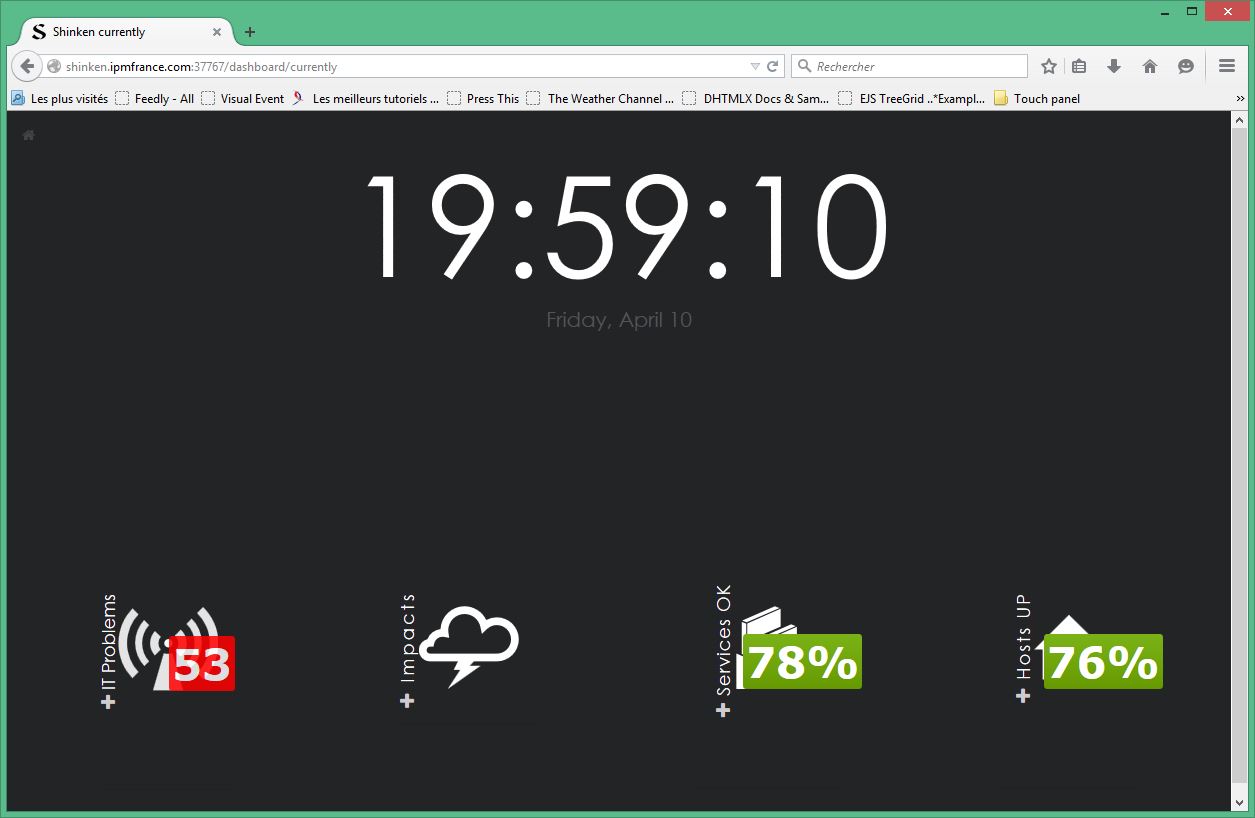 Shinken currently
shinken.ipmfrance.com:37767/dashboard/currently
Rechercher
Les plus visités
Feedly - All
Visual Event
Les meilleurs tutoriels ...
Press This
The Weather Channel ...
DHTMLX Docs & Sam...
EJS TreeGrid ..*Exampl...
Touch panel
19:59:10
Friday, April 10
IT Problems
53
Impacts
Services OK
78%
Hosts UP
76%